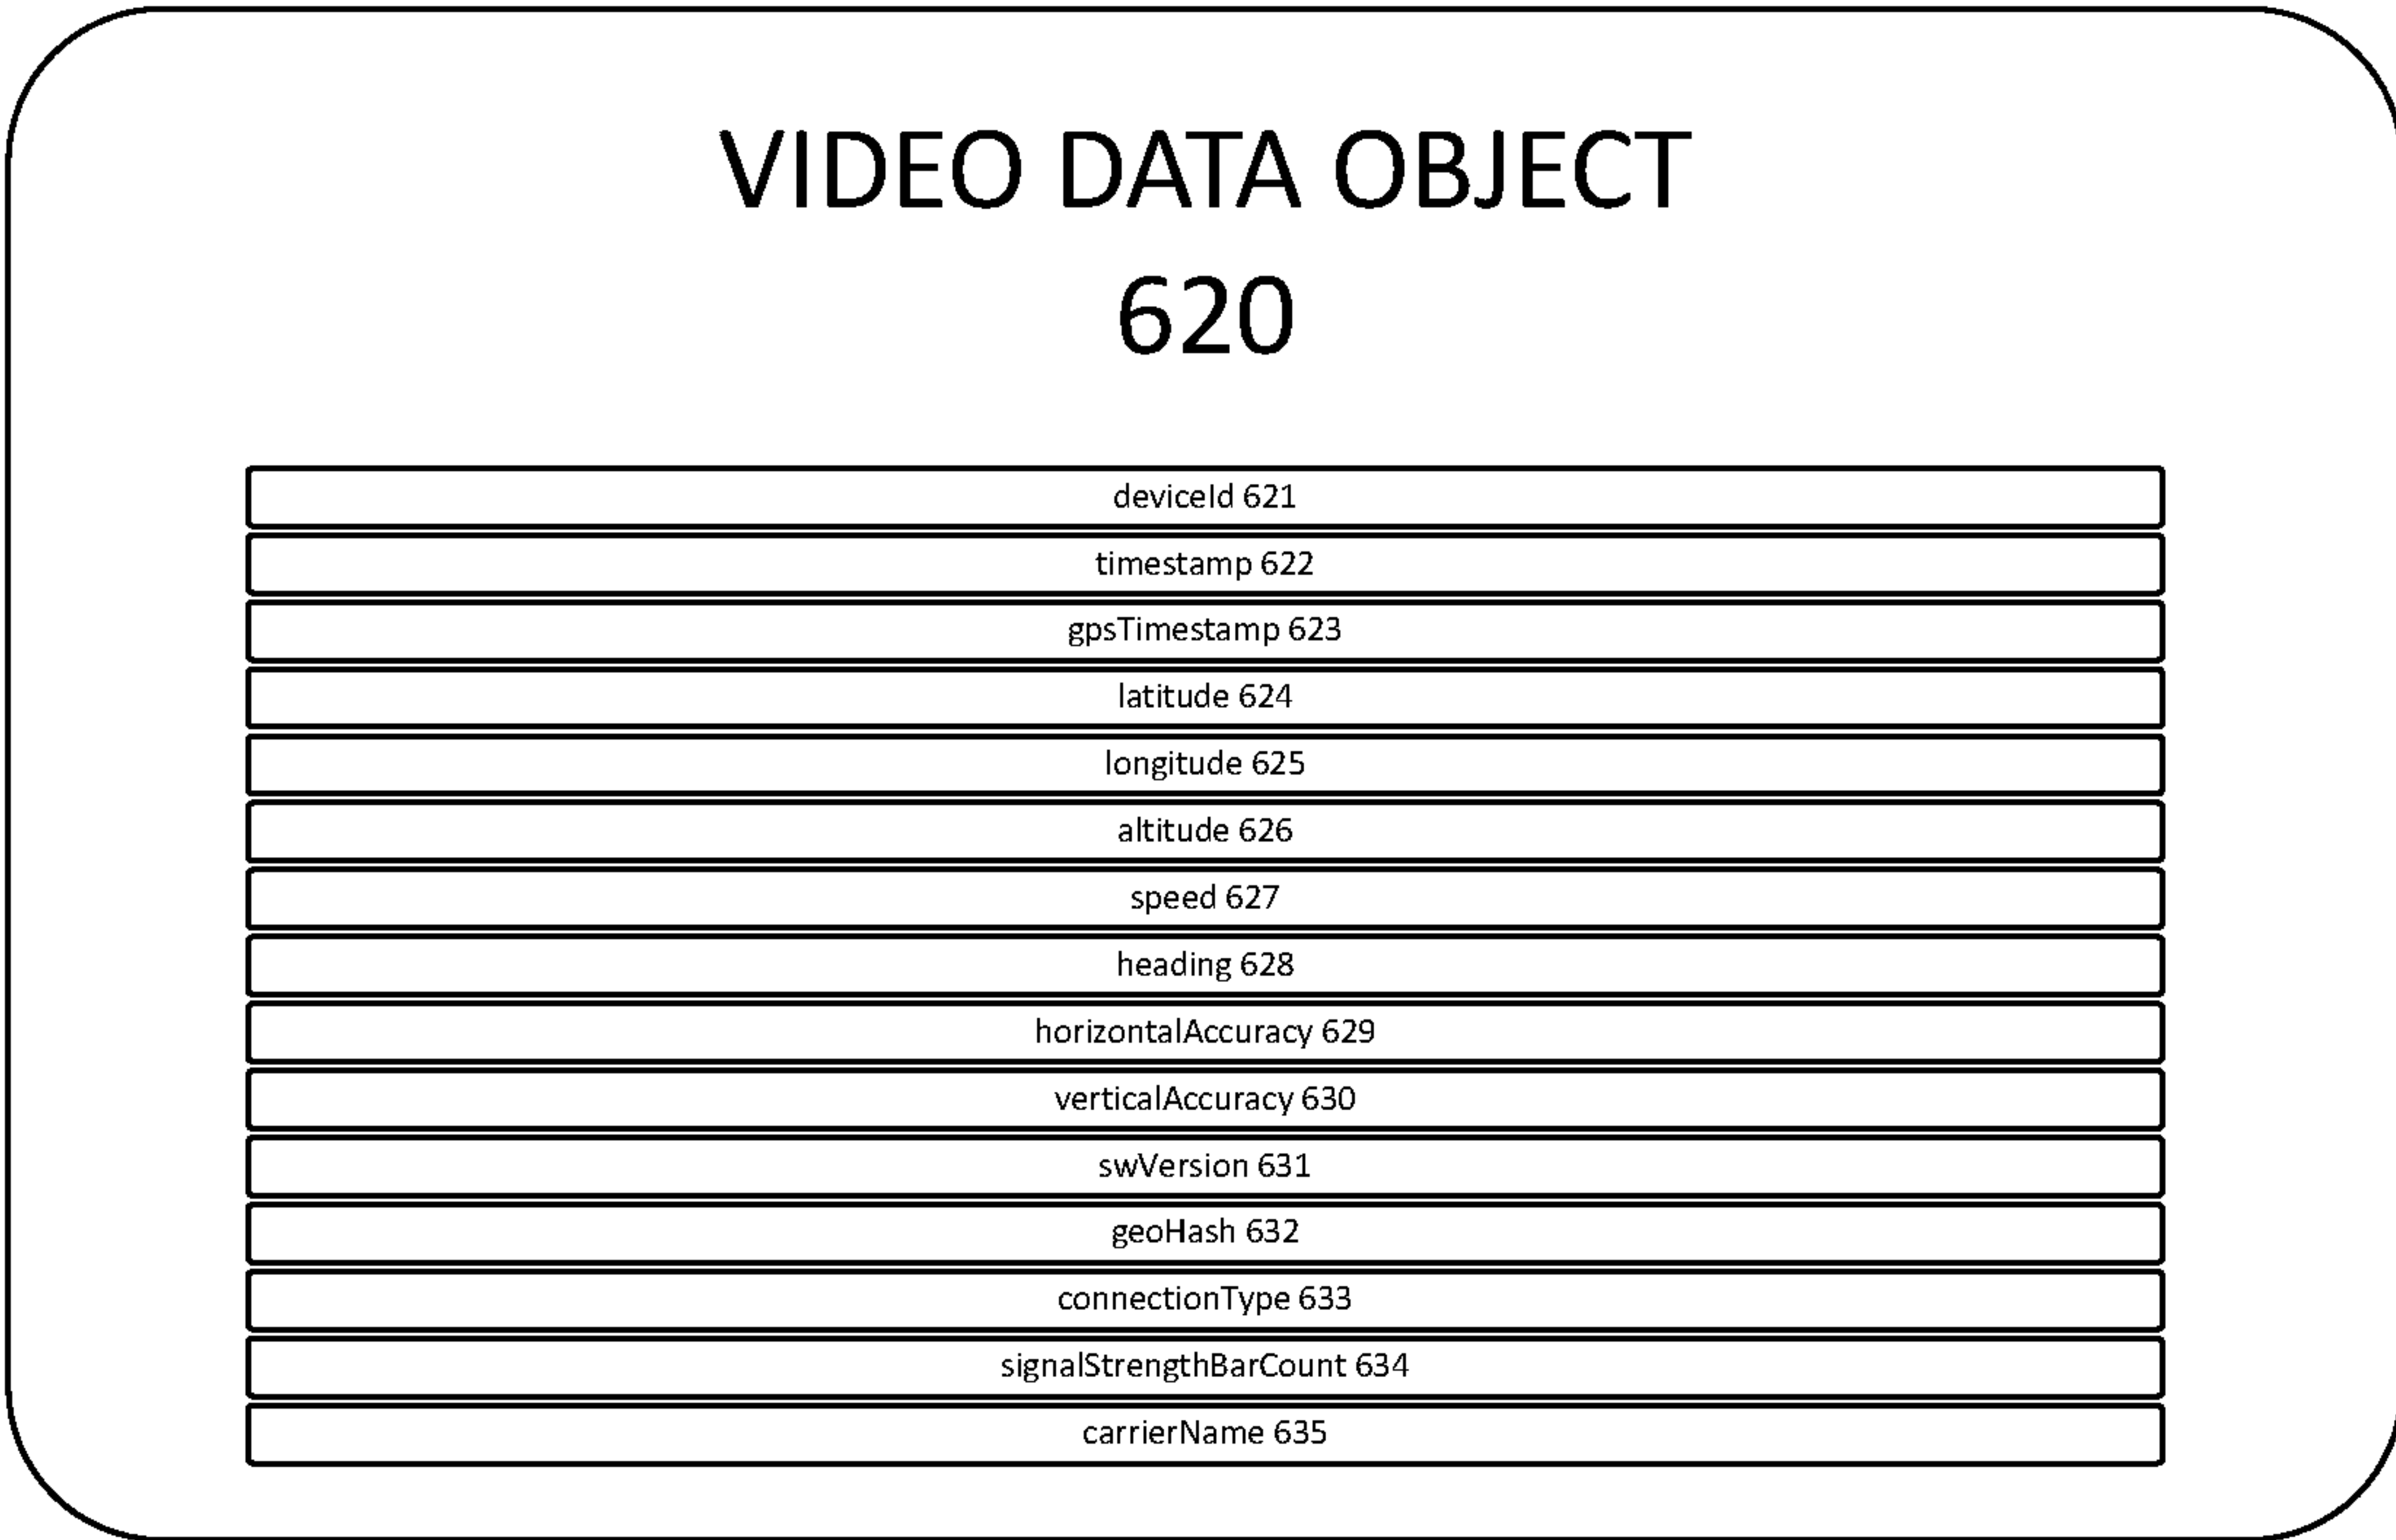 VIDEO DATA OBJECT
620
deviceId 621
timestamp 622
gpsTimestamp 623
latitude 624
longitude 625
altitude 626
speed 627
heading 628
horizontalAccuracy 629
verticalAccuracy 630
swVersion 631
geoHash 632
connectionType 633
signalStrengthBarCount 634
carrierName 635